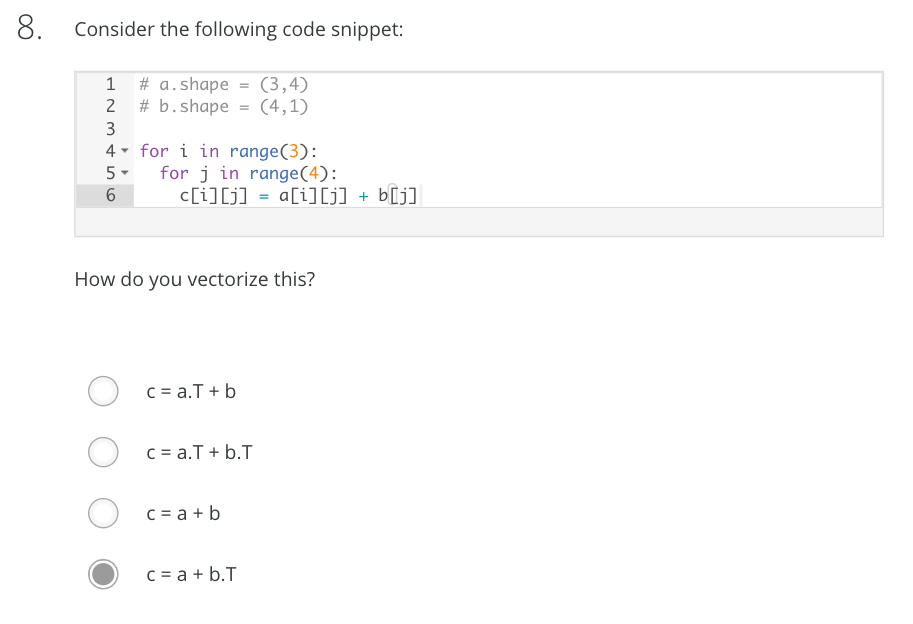 8. Consider the following code snippet:
1 # a.shape = (3,4)
2 # b.shape = (4,1)
3
4 for i in range(3):
5 for j in range(4):
6 c[i][j] = a[i][j] + b[j]
How do you vectorize this?
c = a.T + b
c = a.T + b.T
c = a + b
c = a + b.T